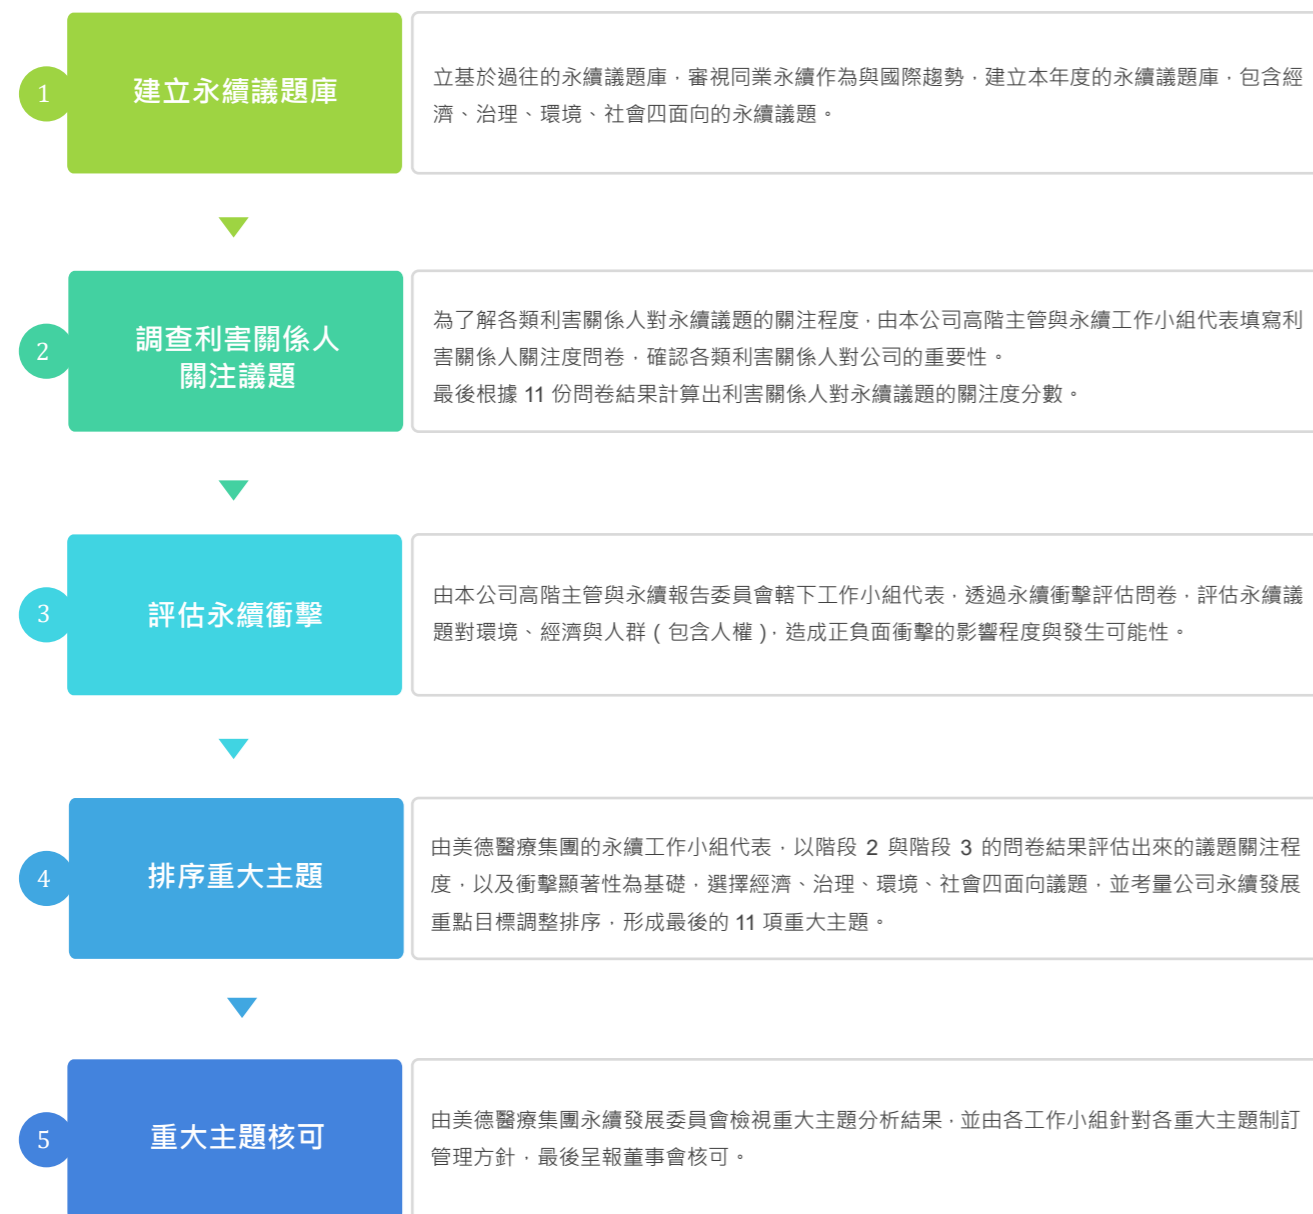 1
建立永續議題庫
立基於過往的永續議題庫，審視同業永續作為與國際趨勢，建立本年度的永續議題庫，包含經
濟、治理、環境、社會四面向的永續議題。
2
調查利害關係人
關注議題
為了解各類利害關係人對永續議題的關注程度，由本公司高階主管與永續工作小組代表填寫利
害關係人關注度問卷，確認各類利害關係人對公司的重要性。
最後根據 11 份問卷結果計算出利害關係人對永續議題的關注度分數。
3
評估永續衝擊
由本公司高階主管與永續報告委員會轄下工作小組代表，透過永續衝擊評估問卷，評估永續議
題對環境、經濟與人群 ( 包含人權 )，造成正負面衝擊的影響程度與發生可能性。
4
排序重大主題
由美德醫療集團的永續工作小組代表，以階段 2 與階段 3 的問卷結果評估出來的議題關注程
度，以及衝擊顯著性為基礎，選擇經濟、治理、環境、社會四面向議題，並考量公司永續發展
重點目標調整排序，形成最後的 11 項重大主題。
5
重大主題核可
由美德醫療集團永續發展委員會檢視重大主題分析結果，並由各工作小組針對各重大主題制訂
管理方針，最後呈報董事會核可。